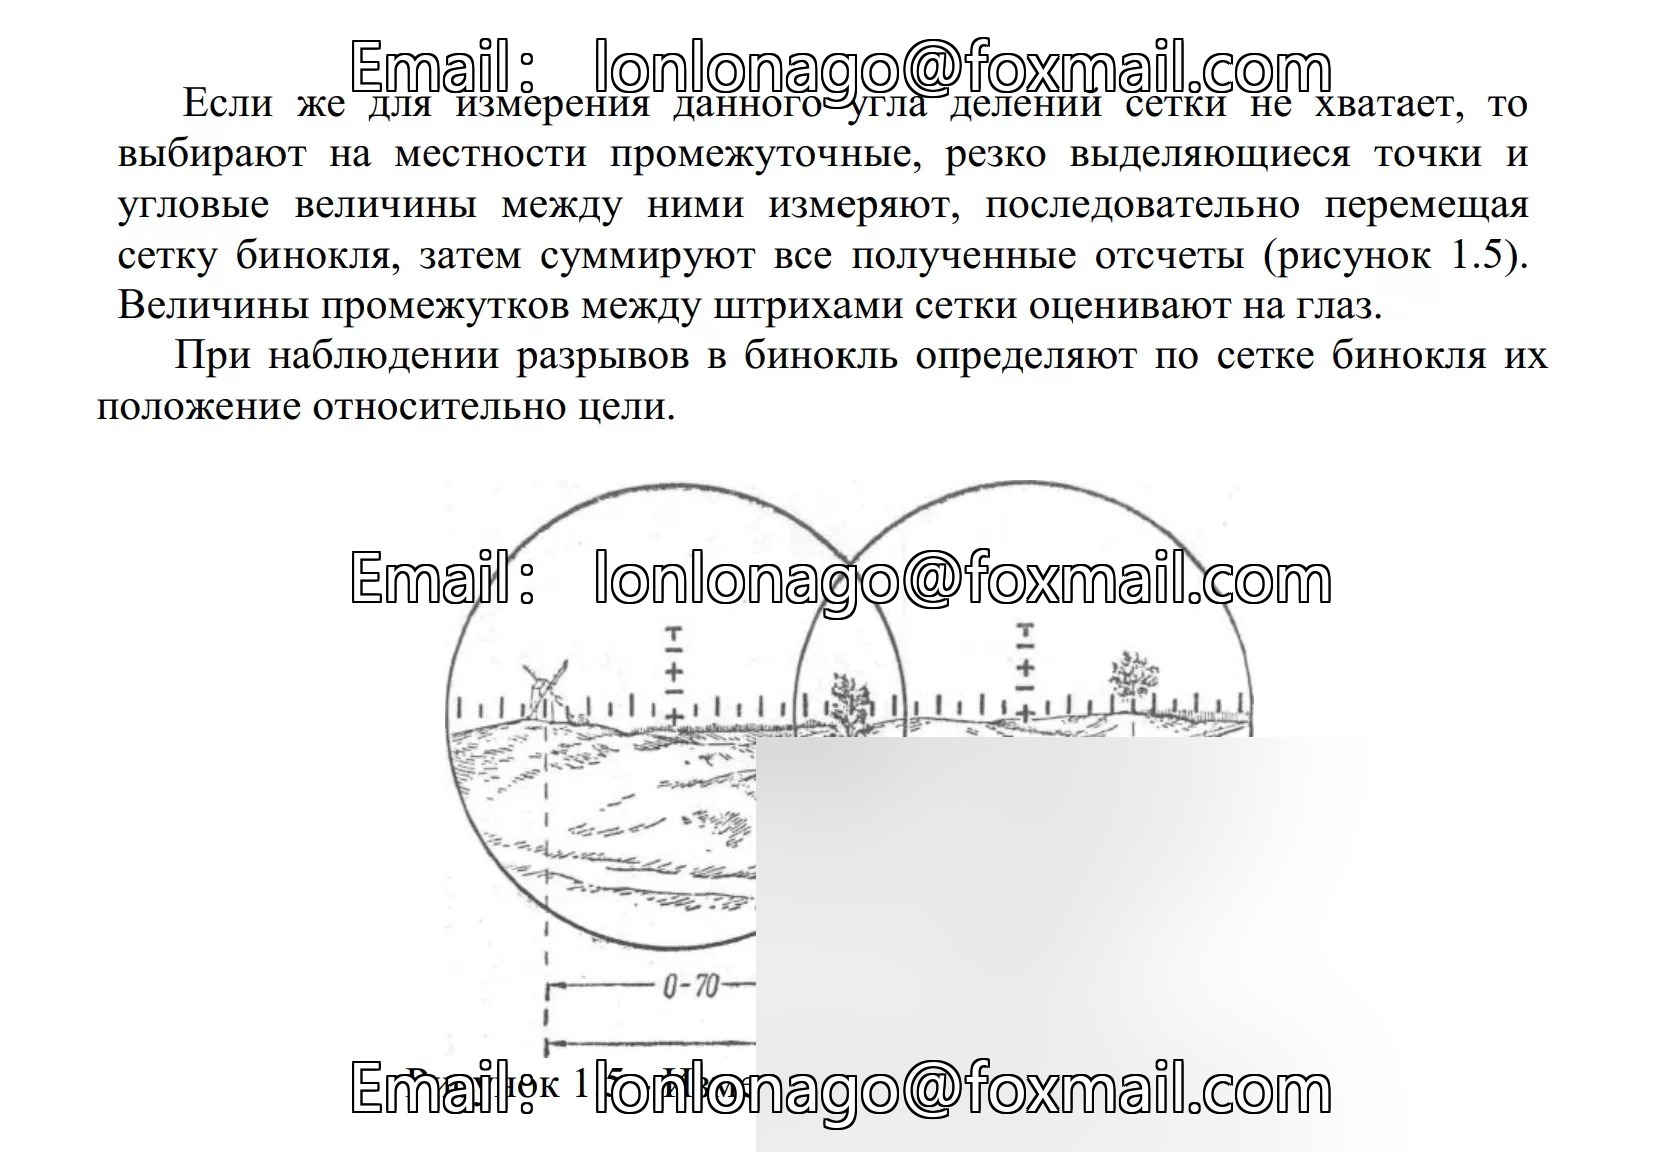 Email： lonlonago@foxmail.com
Если же для измерения данного угла делений сетки не хватает, то
выбирают на местности промежуточные, резко выделяющиеся точки и
угловые величины между ними измеряют, последовательно перемещая
сетку бинокля, затем суммируют все полученные отсчеты (рисунок 1.5).
Величины промежутков между штрихами сетки оценивают на глаз.
При наблюдении разрывов в бинокль определяют по сетке бинокля их
положение относительно цели.
Email： lonlonago@foxmail.com
0-70
Рисунок 1.5 -
Email： lonlonago@foxmail.com